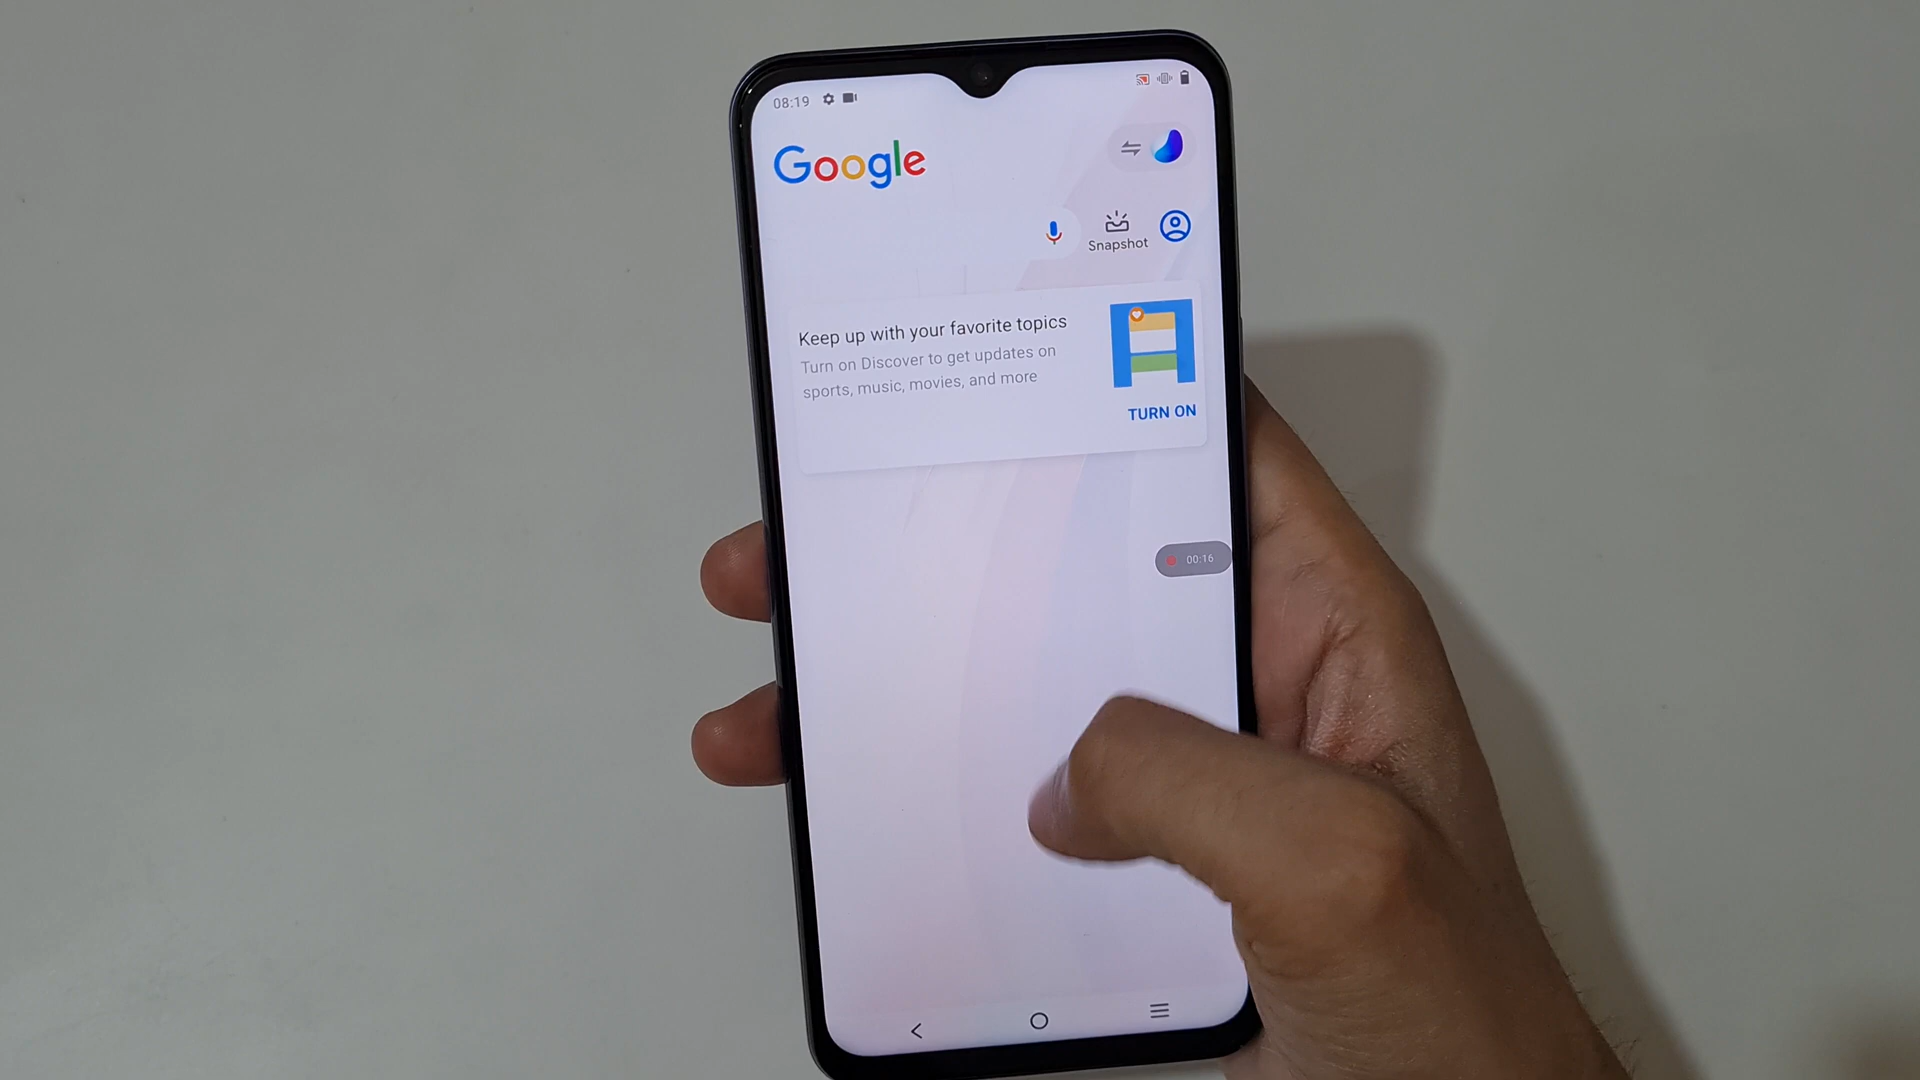 08:19
Google
Snapshot
Keep up with your favorite topics
Turn on Discover to get updates on
sports, music, movies, and more
TURN ON
00:16